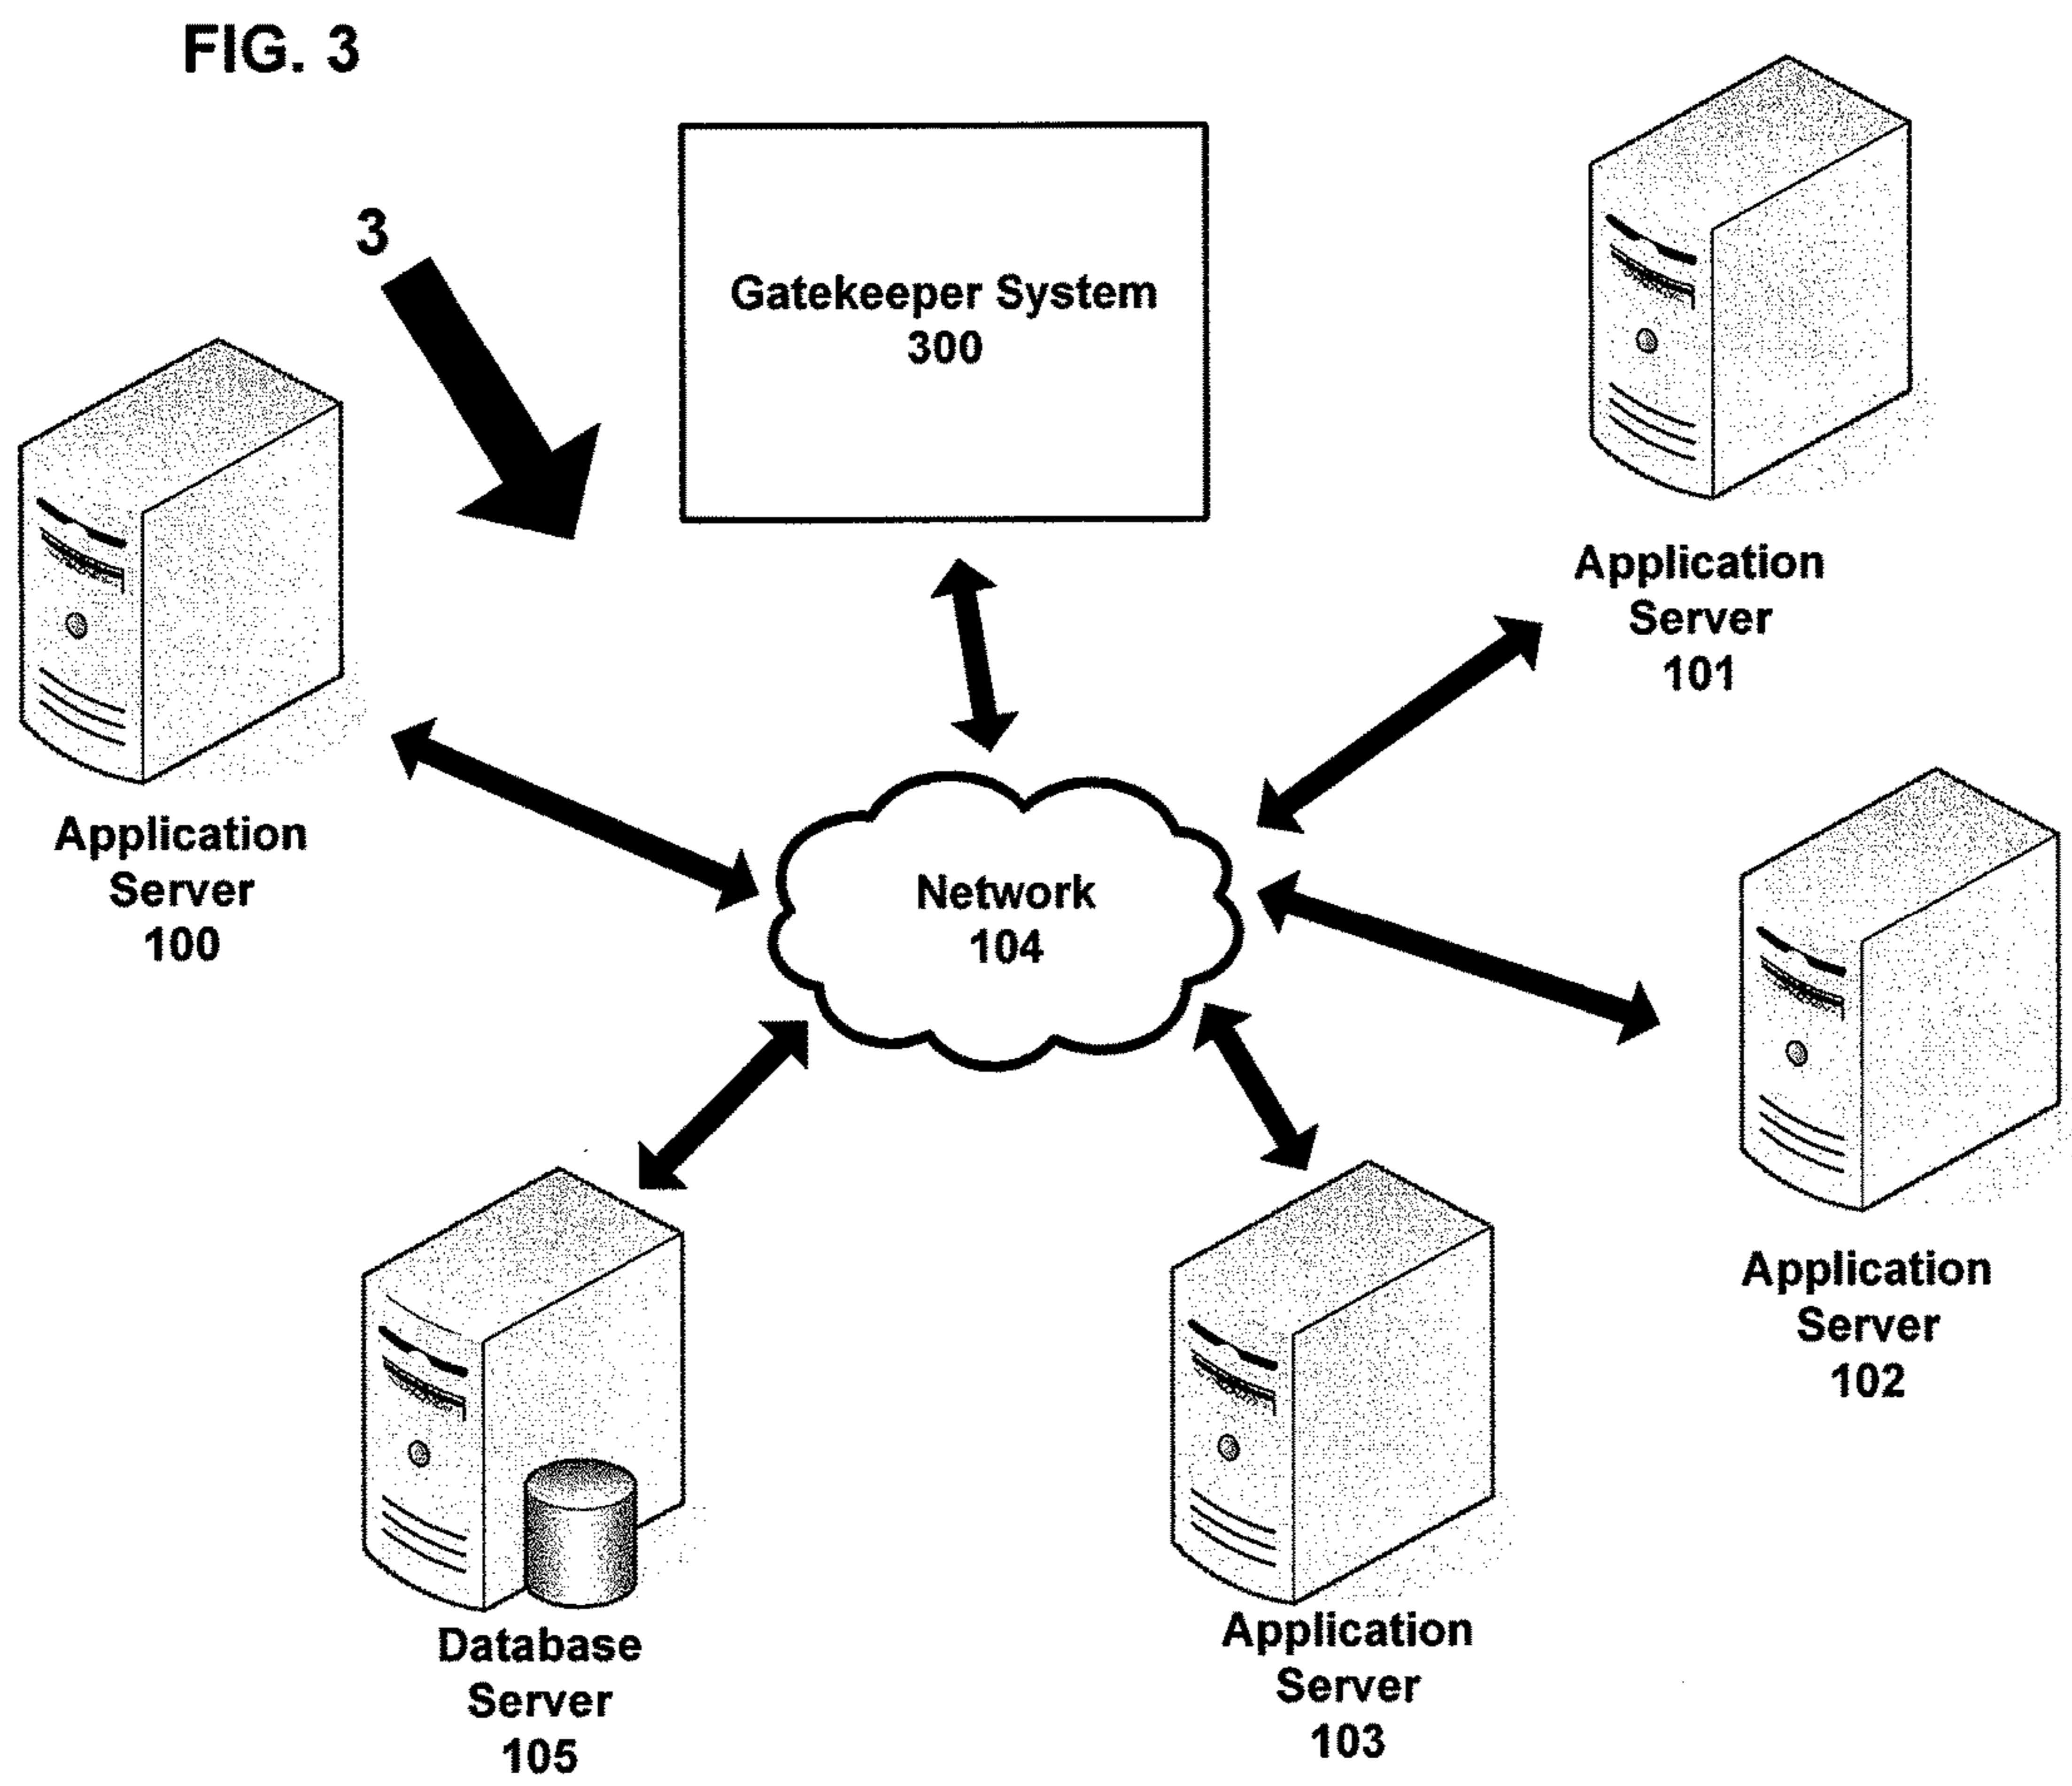 FIG. 3
3
Gatekeeper System
300
Application
Server
101
Application
Server
100
Network
104
Application
Server
102
Database
Server
105
Application
Server
103